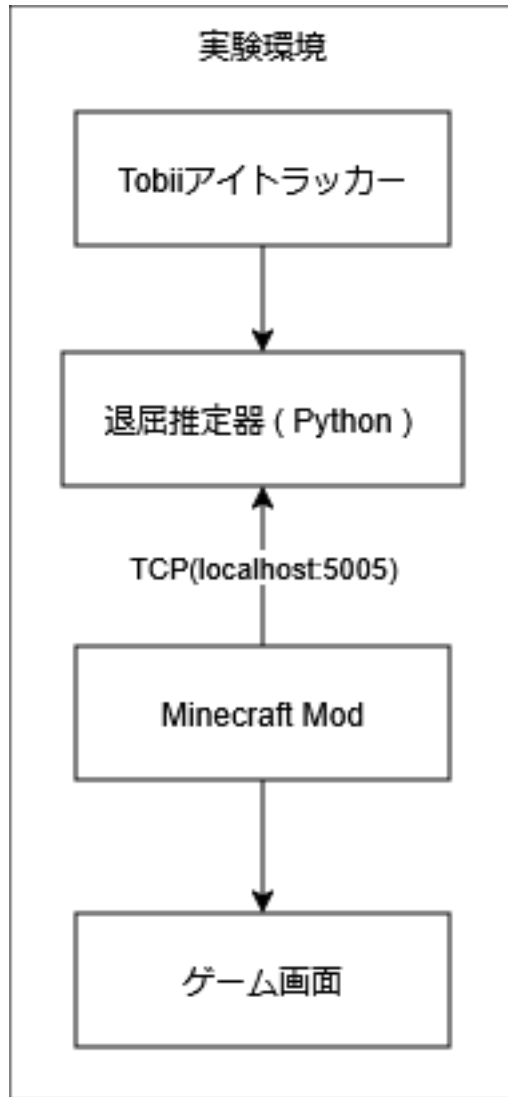 実験環境
Tobiiアイトラッカー
退屈推定器 ( Python )
TCP(localhost:5005)
Minecraft Mod
ゲーム画面